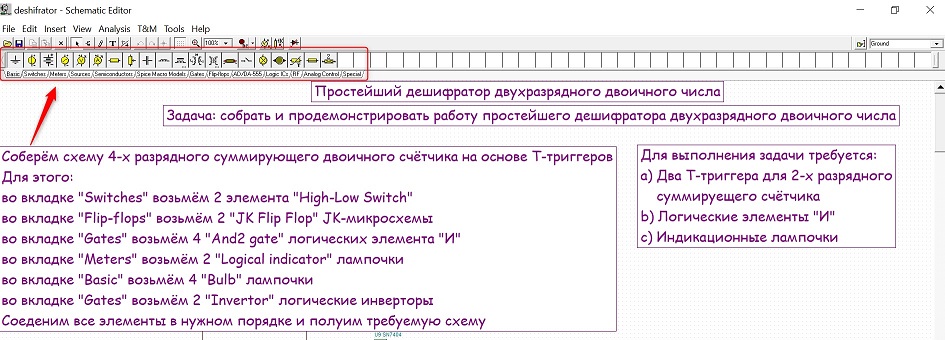 deshifrator - Schematic Editor
File Edit Insert View Analysis T&M Tools Help
100%
Ground
Basic Switches Meters Sources Semiconductors Spice Macro Models Gates Flip-flops AD/DA-555 Logic ICs RF Analog Control Special
Простейший дешифратор двухразрядного двоичного числа
Задача: собрать и продемонстрировать работу простейшего дешифратора двухразрядного двоичного числа
Соберём схему 4-х разрядного суммирующего двоичного счётчика на основе Т-триггеров
Для этого:
во вкладке "Switches" возьмём 2 элемента "High-Low Switch"
во вкладке "Flip-flops" возьмём 2 "JK Flip Flop" JK-микросхемы
во вкладке "Gates" возьмём 4 "And2 gate" логических элемента "И"
во вкладке "Meters" возьмём 2 "Logical indicator" лампочки
во вкладке "Basic" возьмём 4 "Bulb" лампочки
во вкладке "Gates" возьмём 2 "Invertor" логические инверторы
Соеденим все элементы в нужном порядке и полуим требуемую схему
Для выполнения задачи требуется:
a) Два Т-триггера для 2-х разрядного
суммируещего счётчика
b) Логические элементы "И"
c) Индикационные лампочки
U9 SN7404